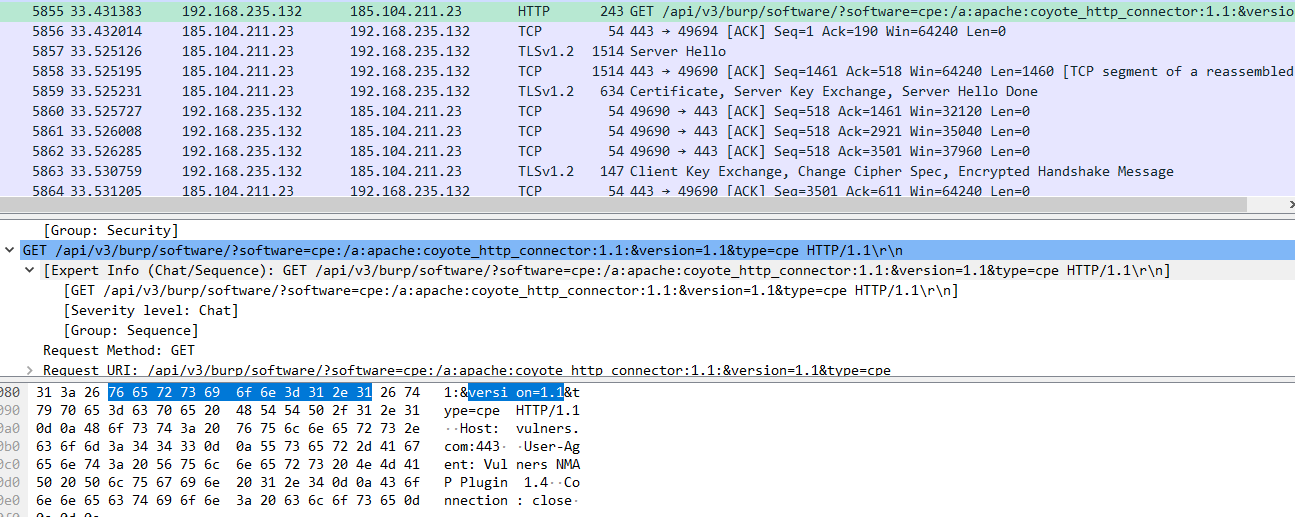 5855 33.431383 192.168.235.132 185.104.211.23 HTTP 243 GET /api/v3/burp/software/?software=cpe:/a:apache:coyote_http_connector:1.1:&versio
5856 33.432014 185.104.211.23 192.168.235.132 TCP 54 443 → 49694 [ACK] Seq=1 Ack=190 Win=64240 Len=0
5857 33.525126 185.104.211.23 192.168.235.132 TLSv1.2 1514 Server Hello
5858 33.525195 185.104.211.23 192.168.235.132 TCP 1514 443 → 49690 [ACK] Seq=1461 Ack=518 Win=64240 Len=1460 [TCP segment of a reassembled
5859 33.525231 185.104.211.23 192.168.235.132 TLSv1.2 634 Certificate, Server Key Exchange, Server Hello Done
5860 33.525727 192.168.235.132 185.104.211.23 TCP 54 49690 → 443 [ACK] Seq=518 Ack=1461 Win=32120 Len=0
5861 33.526008 192.168.235.132 185.104.211.23 TCP 54 49690 → 443 [ACK] Seq=518 Ack=2921 Win=35040 Len=0
5862 33.526285 192.168.235.132 185.104.211.23 TCP 54 49690 → 443 [ACK] Seq=518 Ack=3501 Win=37960 Len=0
5863 33.530759 192.168.235.132 185.104.211.23 TLSv1.2 147 Client Key Exchange, Change Cipher Spec, Encrypted Handshake Message
5864 33.531205 185.104.211.23 192.168.235.132 TCP 54 443 → 49690 [ACK] Seq=3501 Ack=611 Win=64240 Len=0
[Group: Security]
GET /api/v3/burp/software/?software=cpe:/a:apache:coyote_http_connector:1.1:&version=1.1&type=cpe HTTP/1.1\r\n
[Expert Info (Chat/Sequence): GET /api/v3/burp/software/?software=cpe:/a:apache:coyote_http_connector:1.1:&version=1.1&type=cpe HTTP/1.1\r\n]
[GET /api/v3/burp/software/?software=cpe:/a:apache:coyote_http_connector:1.1:&version=1.1&type=cpe HTTP/1.1\r\n]
[Severity level: Chat]
[Group: Sequence]
Request Method: GET
Request URI: /api/v3/burp/software/?software=cpe:/a:apache:coyote_http_connector:1.1:&version=1.1&type=cpe
080 31 3a 26 76 65 72 73 69 6f 6e 3d 31 2e 31 26 74 1:&versi on=1.1&t
090 79 70 65 3d 63 70 65 20 48 54 54 50 2f 31 2e 31 ype=cpe HTTP/1.1
0a0 0d 0a 48 6f 73 74 3a 20 76 75 6c 6e 65 72 73 2e ··Host: vulners.
0b0 63 6f 6d 3a 34 34 33 0d 0a 55 73 65 72 2d 41 67 com:443· ·User-Ag
0c0 65 6e 74 3a 20 56 75 6c 6e 65 72 73 20 4e 4d 41 ent: Vul ners NMA
0d0 50 20 50 6c 75 67 69 6e 20 31 2e 34 0d 0a 43 6f P Plugin 1.4··Co
0e0 6e 6e 65 63 74 69 6f 6e 3a 20 63 6c 6f 73 65 0d nnection : close·